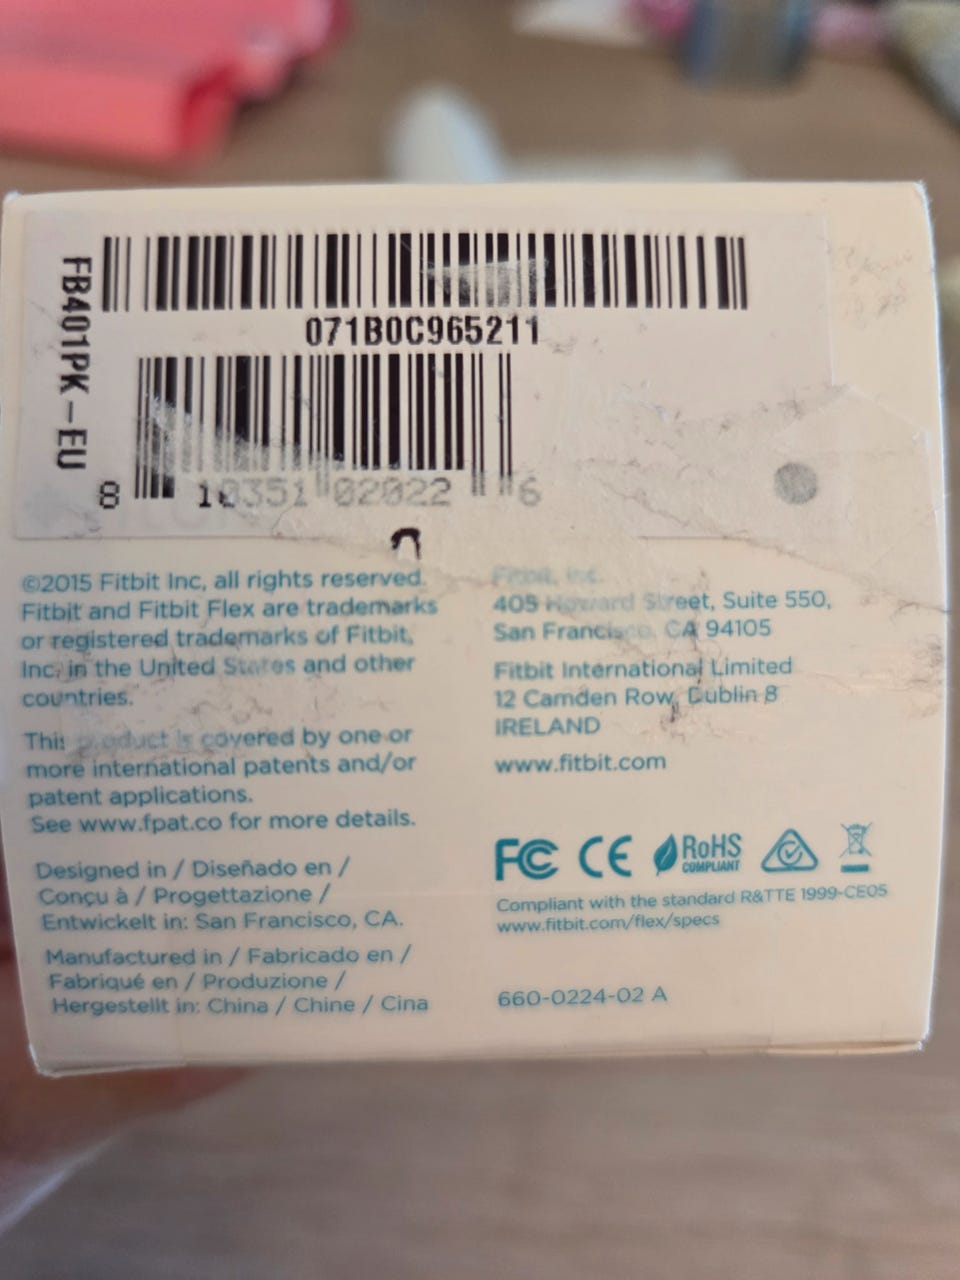 FB401PK-EU
071B0C965211
8 10351 02022 6
©2015 Fitbit Inc, all rights reserved.
Fitbit and Fitbit Flex are trademarks
or registered trademarks of Fitbit,
Inc. in the United States and other
countries.
This product is covered by one or
more international patents and/or
patent applications.
See www.fpat.co for more details.
Designed in / Diseñado en /
Conçu à / Progettazione /
Entwickelt in: San Francisco, CA.
Manufactured in / Fabricado en /
Fabriqué en / Produzione /
Hergestellt in: China / Chine / Cina
Fitbit, Inc.
405 Howard Street, Suite 550,
San Francisco, CA 94105
Fitbit International Limited
12 Camden Row, Dublin 8
IRELAND
www.fitbit.com
FC CE RoHS
COMPLIANT
Compliant with the standard R&TTE 1999-CE05
www.fitbit.com/flex/specs
660-0224-02 A